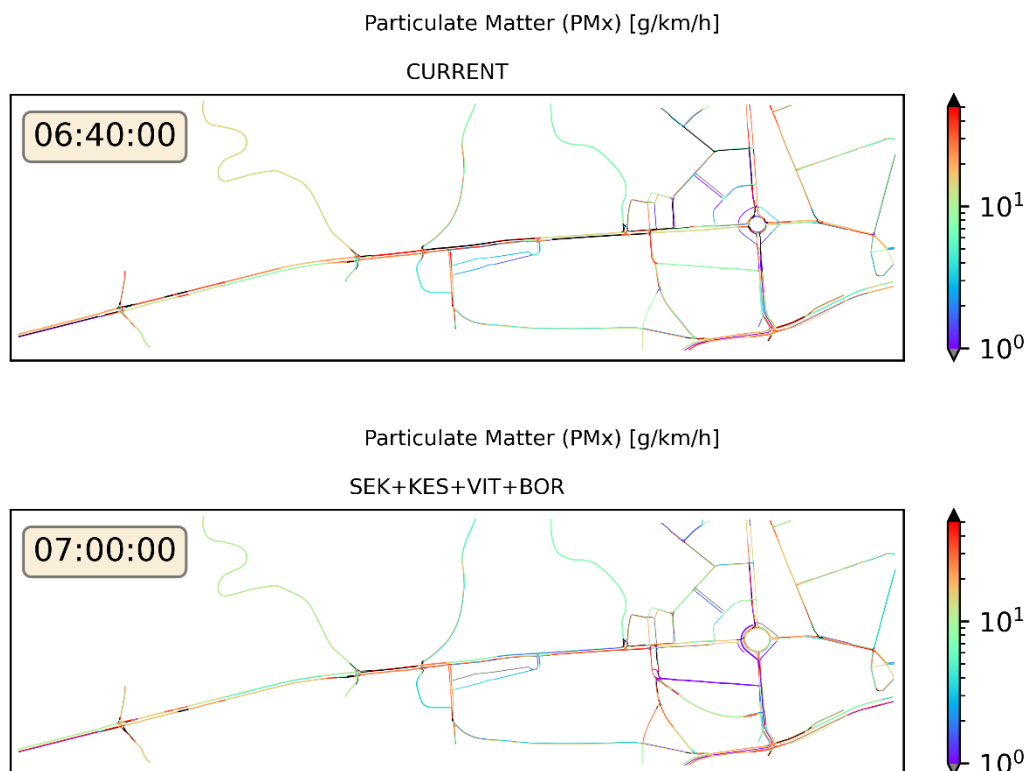 Particulate Matter (PMx) [g/km/h]
CURRENT
06:40:00
10¹
10⁰
Particulate Matter (PMx) [g/km/h]
SEK+KES+VIT+BOR
07:00:00
10¹
10⁰